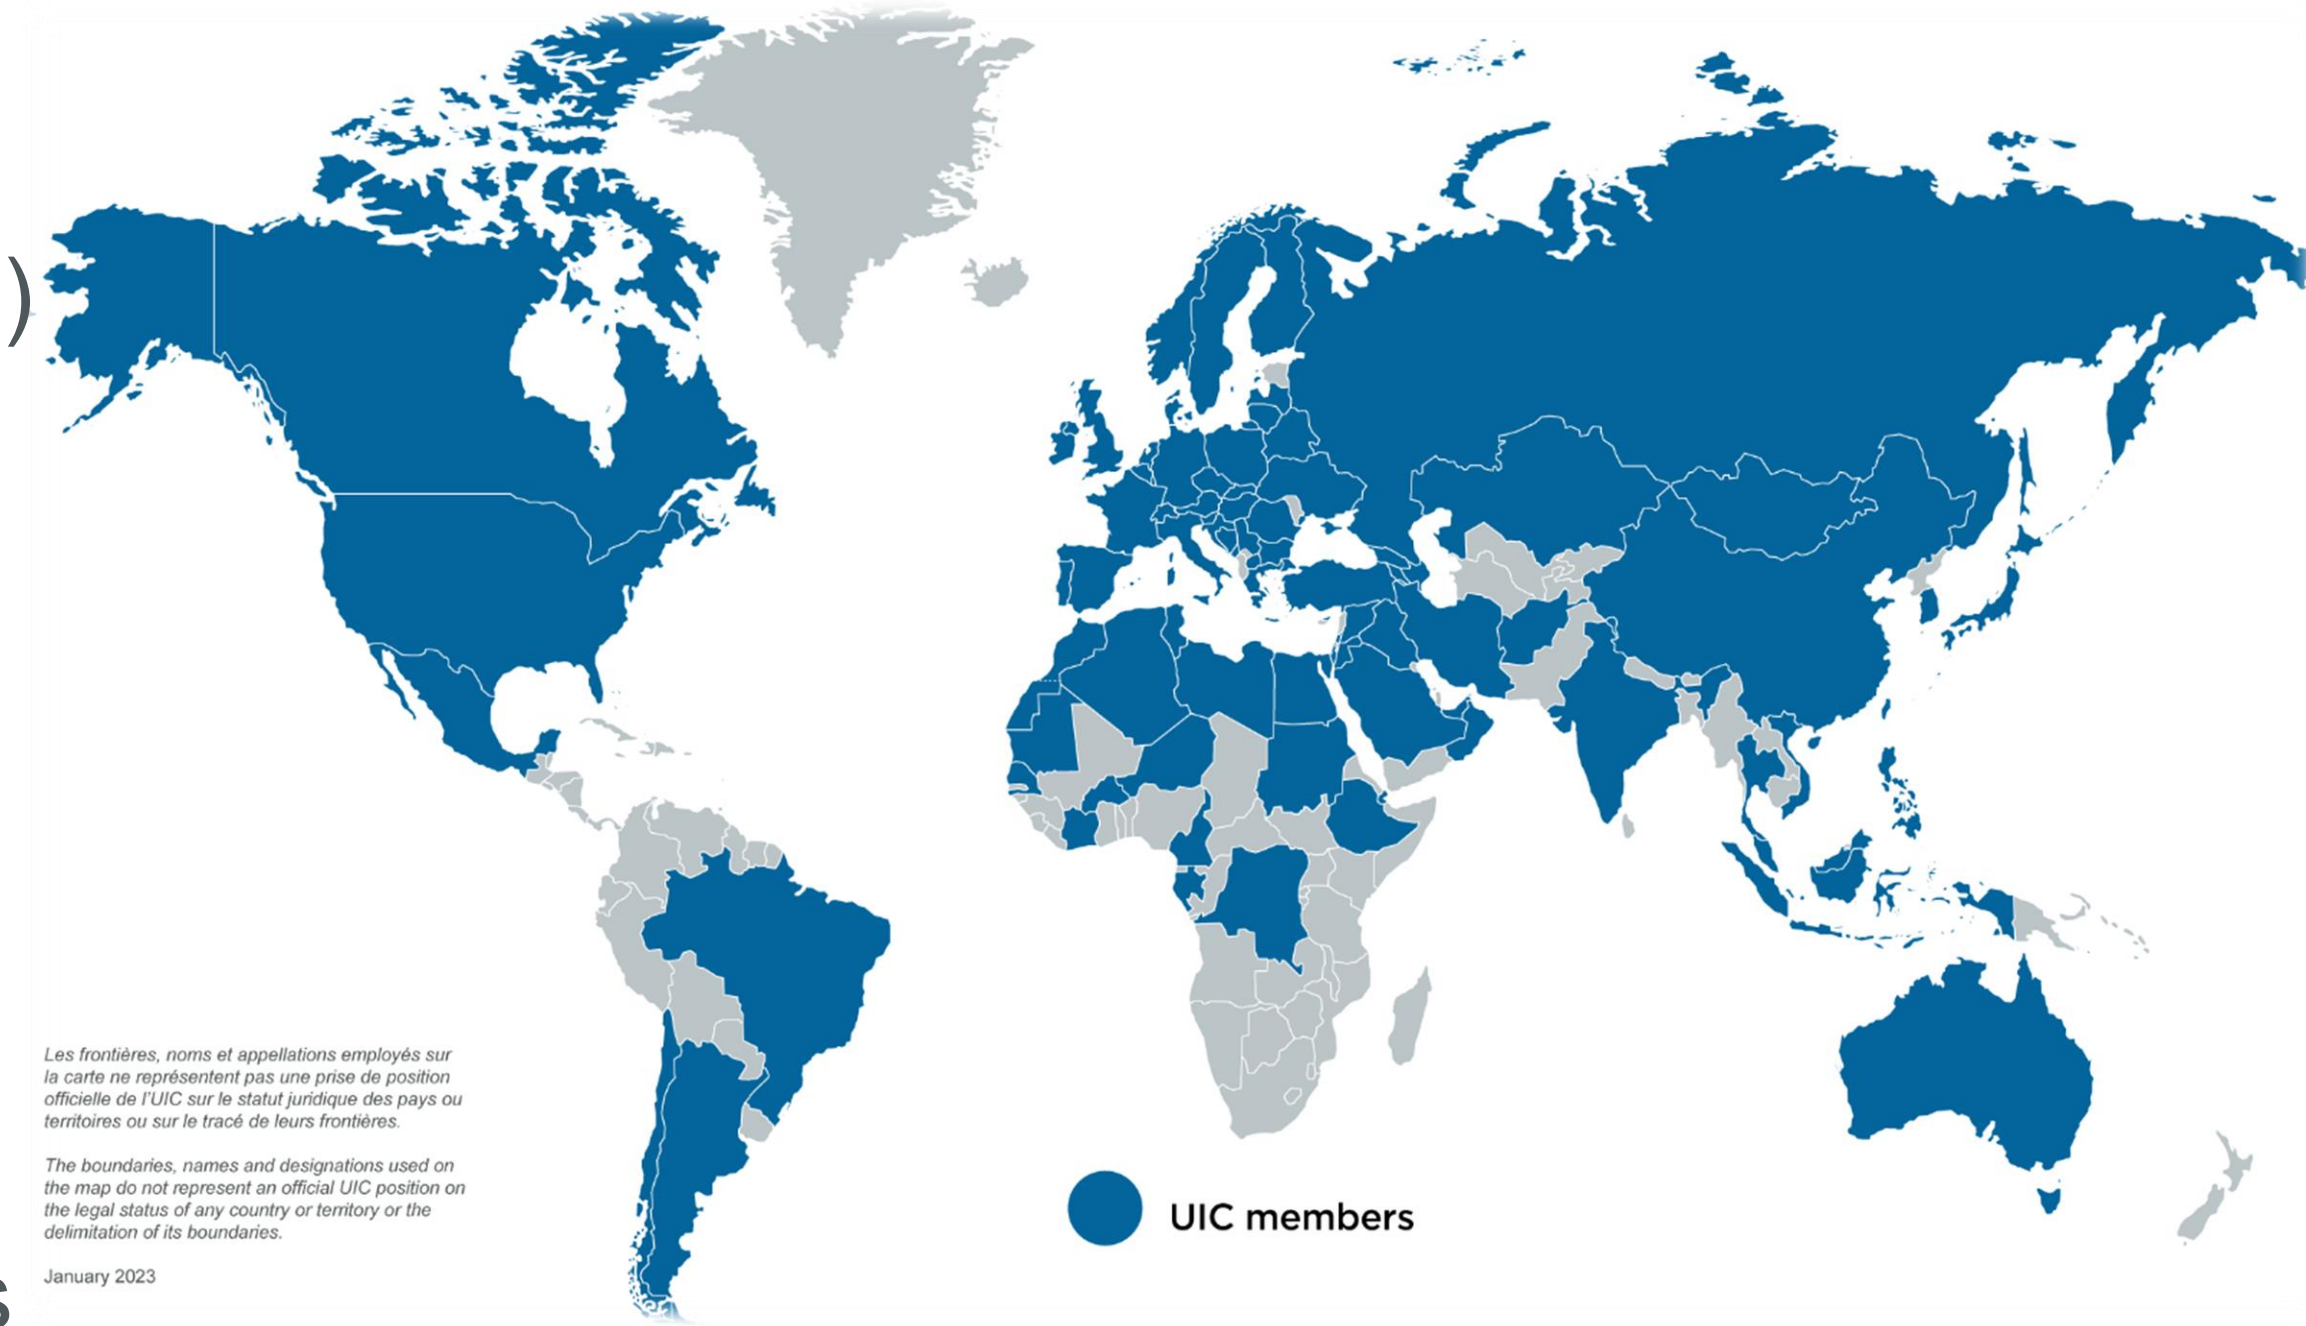 )
Les frontières, noms et appellations employés sur
la carte ne représentent pas une prise de position
officielle de l'UIC sur le statut juridique des pays ou
territoires ou sur le tracé de leurs frontières.
The boundaries, names and designations used on
the map do not represent an official UIC position on
the legal status of any country or territory or the
delimitation of its boundaries.
January 2023
UIC members
s